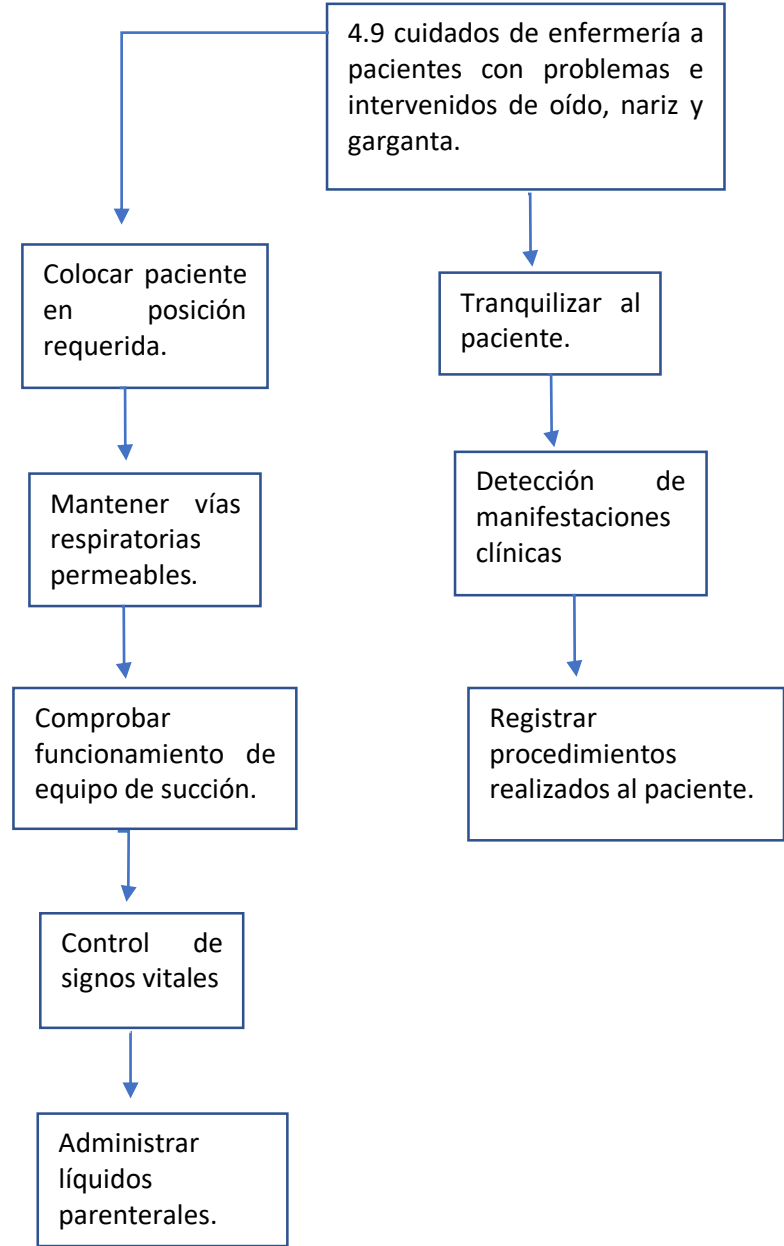 4.9 cuidados de enfermería a
pacientes con problemas e
intervenidos de oído, nariz y
garganta.
Colocar paciente
en posición
requerida.
Mantener vías
respiratorias
permeables.
Comprobar
funcionamiento de
equipo de succión.
Control de
signos vitales
Administrar
líquidos
parenterales.
Tranquilizar al
paciente.
Detección de
manifestaciones
clínicas
Registrar
procedimientos
realizados al paciente.